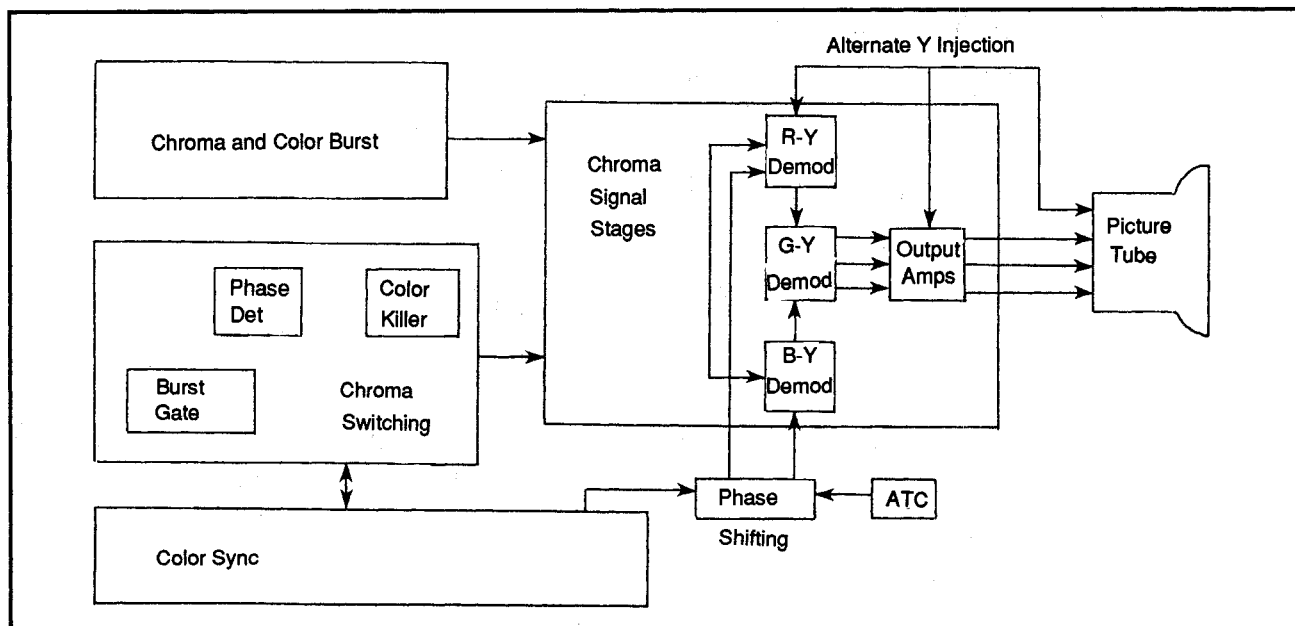 Alternate Y Injection
Chroma and Color Burst
R-Y
Demod
Chroma
Signal
Stages
G-Y
Demod
Output
Amps
Picture
Tube
Phase
Det
Color
Killer
B-Y
Demod
Burst
Gate
Chroma
Switching
Phase
Shifting
ATC
Color Sync